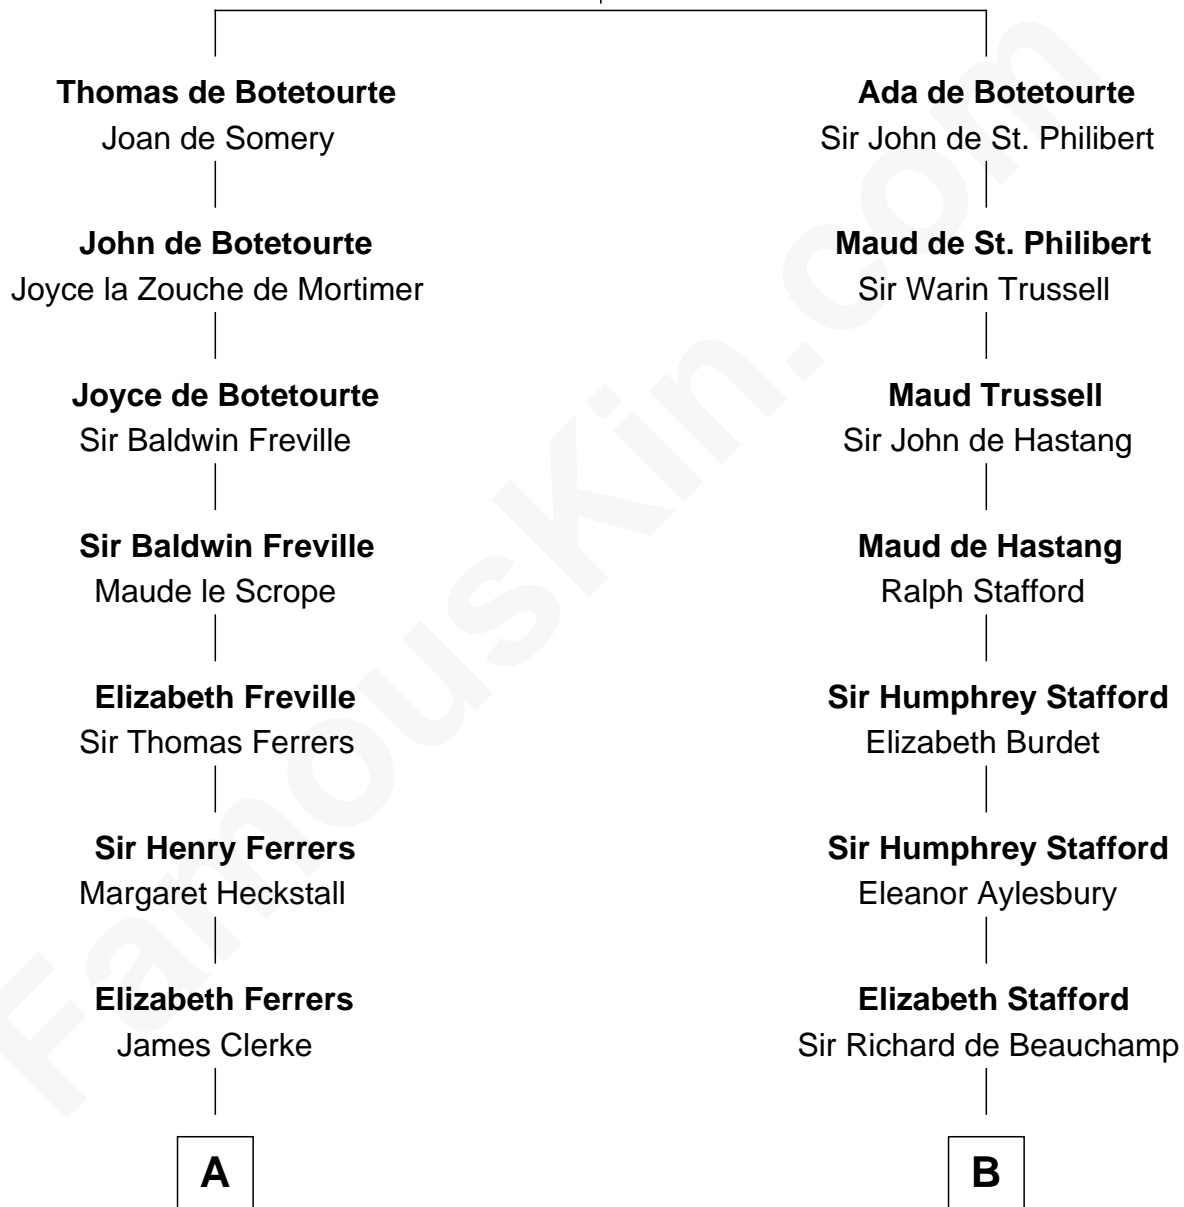 Thomas de Botetourte
Joan de Somery
John de Botetourte
Joyce la Zouche de Mortimer
Joyce de Botetourte
Sir Baldwin Freville
Sir Baldwin Freville
Maude le Scrope
Elizabeth Freville
Sir Thomas Ferrers
Sir Henry Ferrers
Margaret Heckstall
Elizabeth Ferrers
James Clerke
A
Ada de Botetourte
Sir John de St. Philibert
Maud de St. Philibert
Sir Warin Trussell
Maud Trussell
Sir John de Hastang
Maud de Hastang
Ralph Stafford
Sir Humphrey Stafford
Elizabeth Burdet
Sir Humphrey Stafford
Eleanor Aylesbury
Elizabeth Stafford
Sir Richard de Beauchamp
B
FamousKin.com